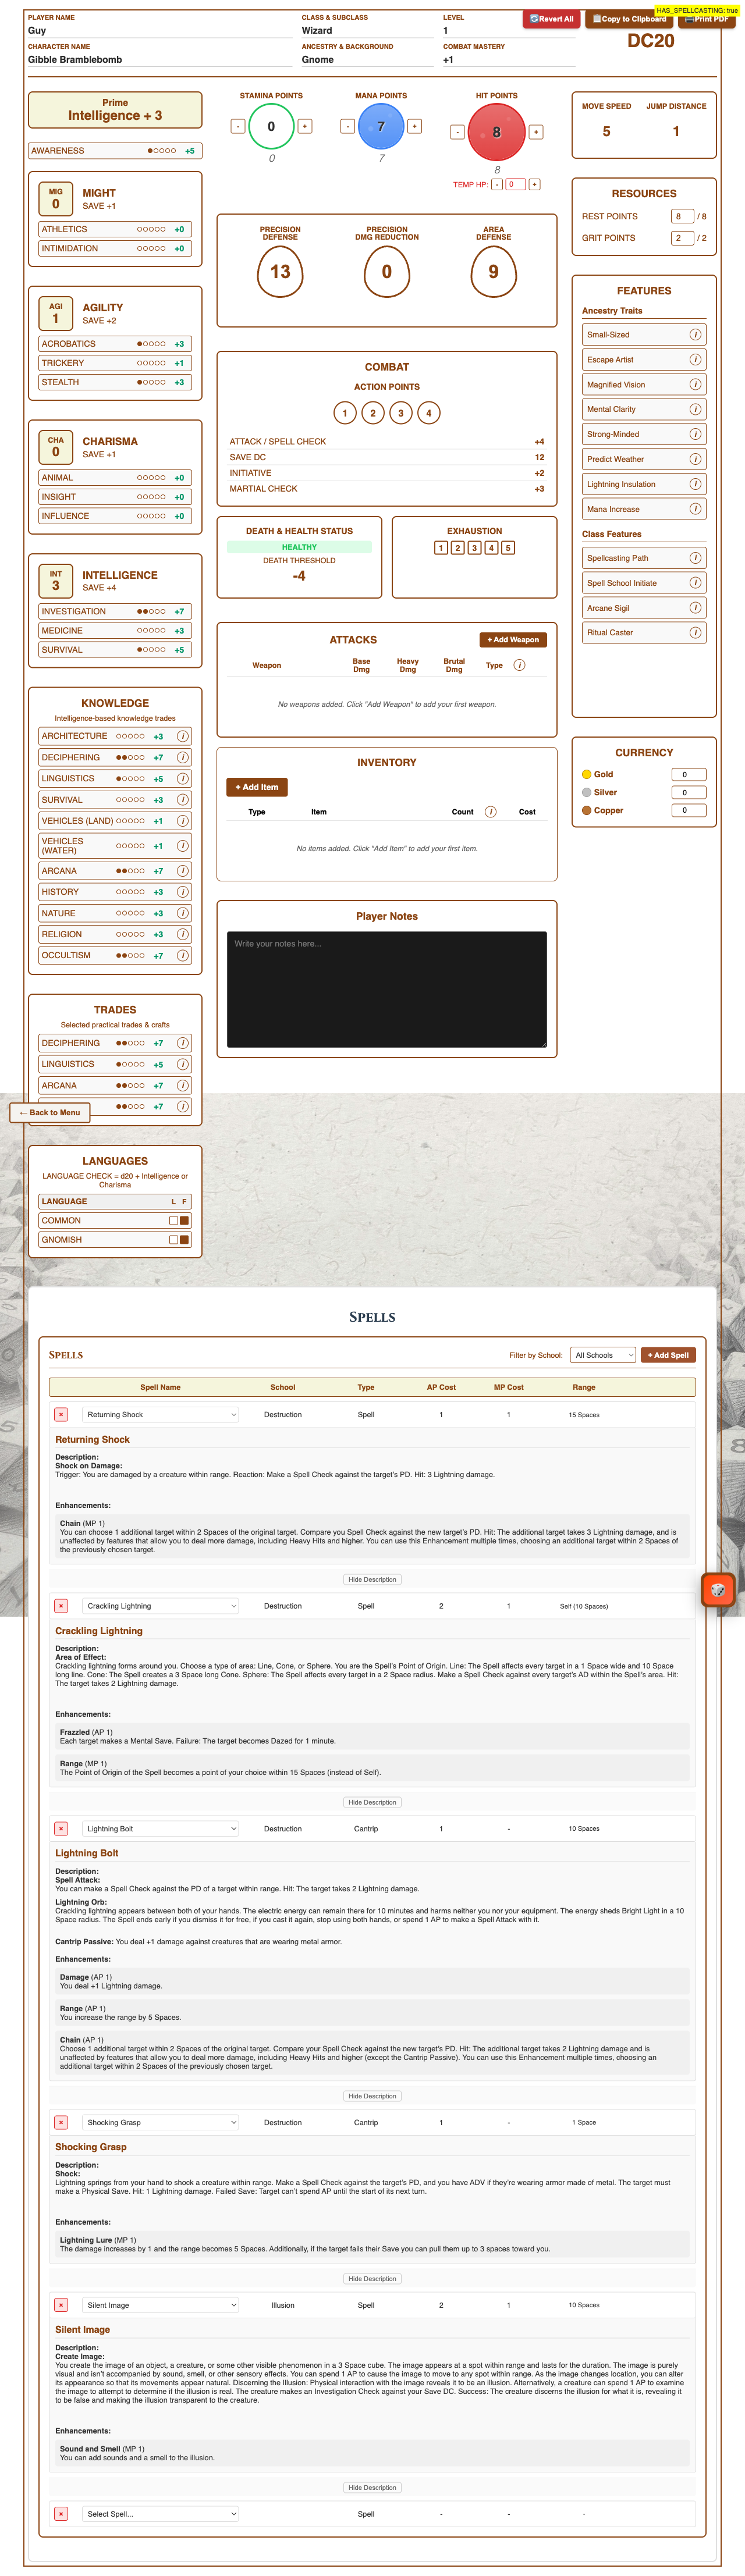 HAS_SPELLCASTING: true
PLAYER NAME
Guy
CLASS & SUBCLASS
Wizard
LEVEL
1
Revert All
Copy to Clipboard
Print PDF
CHARACTER NAME
Gibble Bramblebomb
ANCESTRY & BACKGROUND
Gnome
COMBAT MASTERY
+1
DC20
Prime
Intelligence + 3
AWARENESS +5
MIG
0
MIGHT
SAVE +1
ATHLETICS +0
INTIMIDATION +0
AGI
1
AGILITY
SAVE +2
ACROBATICS +3
TRICKERY +1
STEALTH +3
CHA
0
CHARISMA
SAVE +1
ANIMAL +0
INSIGHT +0
INFLUENCE +0
INT
3
INTELLIGENCE
SAVE +4
INVESTIGATION +7
MEDICINE +3
SURVIVAL +5
KNOWLEDGE
Intelligence-based knowledge trades
ARCHITECTURE +3 i
DECIPHERING +7 i
LINGUISTICS +5 i
SURVIVAL +3 i
VEHICLES (LAND) +1 i
VEHICLES
(WATER) +1 i
ARCANA +7 i
HISTORY +3 i
NATURE +3 i
RELIGION +3 i
OCCULTISM +7 i
TRADES
Selected practical trades & crafts
DECIPHERING +7 i
LINGUISTICS +5 i
ARCANA +7 i
+7 i
← Back to Menu
LANGUAGES
LANGUAGE CHECK = d20 + Intelligence or
Charisma
LANGUAGE L F
COMMON
GNOMISH
STAMINA POINTS
- 0 +
0
MANA POINTS
- 7 +
7
HIT POINTS
- 8 +
8
TEMP HP: - 0 +
PRECISION
DEFENSE
13
PRECISION
DMG REDUCTION
0
AREA
DEFENSE
9
COMBAT
ACTION POINTS
1 2 3 4
ATTACK / SPELL CHECK +4
SAVE DC 12
INITIATIVE +2
MARTIAL CHECK +3
DEATH & HEALTH STATUS
HEALTHY
DEATH THRESHOLD
-4
EXHAUSTION
1 2 3 4 5
ATTACKS
+ Add Weapon
Weapon Base Dmg Heavy Dmg Brutal Dmg Type i
No weapons added. Click "Add Weapon" to add your first weapon.
INVENTORY
+ Add Item
Type Item Count i Cost
No items added. Click "Add Item" to add your first item.
Player Notes
Write your notes here...
MOVE SPEED
5
JUMP DISTANCE
1
RESOURCES
REST POINTS 8 / 8
GRIT POINTS 2 / 2
FEATURES
Ancestry Traits
Small-Sized i
Escape Artist i
Magnified Vision i
Mental Clarity i
Strong-Minded i
Predict Weather i
Lightning Insulation i
Mana Increase i
Class Features
Spellcasting Path i
Spell School Initiate i
Arcane Sigil i
Ritual Caster i
CURRENCY
Gold 0
Silver 0
Copper 0
SPELLS
SPELLS
Filter by School: All Schools
+ Add Spell
Spell Name School Type AP Cost MP Cost Range
× Returning Shock Destruction Spell 1 1 15 Spaces
Returning Shock
Description:
Shock on Damage:
Trigger: You are damaged by a creature within range. Reaction: Make a Spell Check against the target's PD. Hit: 3 Lightning damage.
Enhancements:
Chain (MP 1)
You can choose 1 additional target within 2 Spaces of the original target. Compare you Spell Check against the new target's PD. Hit: The additional target takes 3 Lightning damage, and is
unaffected by features that allow you to deal more damage, including Heavy Hits and higher. You can use this Enhancement multiple times, choosing an additional target within 2 Spaces of
the previously chosen target.
Hide Description
× Crackling Lightning Destruction Spell 2 1 Self (10 Spaces)
Crackling Lightning
Description:
Area of Effect:
Crackling lightning forms around you. Choose a type of area: Line, Cone, or Sphere. You are the Spell's Point of Origin. Line: The Spell affects every target in a 1 Space wide and 10 Space
long line. Cone: The Spell creates a 3 Space long Cone. Sphere: The Spell affects every target in a 2 Space radius. Make a Spell Check against every target's AD within the Spell's area. Hit:
The target takes 2 Lightning damage.
Enhancements:
Frazzled (AP 1)
Each target makes a Mental Save. Failure: The target becomes Dazed for 1 minute.
Range (MP 1)
The Point of Origin of the Spell becomes a point of your choice within 15 Spaces (instead of Self).
Hide Description
× Lightning Bolt Destruction Cantrip 1 - 10 Spaces
Lightning Bolt
Description:
Spell Attack:
You can make a Spell Check against the PD of a target within range. Hit: The target takes 2 Lightning damage.
Lightning Orb:
Crackling lightning appears between both of your hands. The electric energy can remain there for 10 minutes and harms neither you nor your equipment. The energy sheds Bright Light in a 10
Space radius. The Spell ends early if you dismiss it for free, if you cast it again, stop using both hands, or spend 1 AP to make a Spell Attack with it.
Cantrip Passive: You deal +1 damage against creatures that are wearing metal armor.
Enhancements:
Damage (AP 1)
You deal +1 Lightning damage.
Range (AP 1)
You increase the range by 5 Spaces.
Chain (AP 1)
Choose 1 additional target within 2 Spaces of the original target. Compare your Spell Check against the new target's PD. Hit: The additional target takes 2 Lightning damage and is
unaffected by features that allow you to deal more damage, including Heavy Hits and higher (except the Cantrip Passive). You can use this Enhancement multiple times, choosing an
additional target within 2 Spaces of the previously chosen target.
Hide Description
× Shocking Grasp Destruction Cantrip 1 - 1 Space
Shocking Grasp
Description:
Shock:
Lightning springs from your hand to shock a creature within range. Make a Spell Check against the target's PD, and you have ADV if they're wearing armor made of metal. The target must
make a Physical Save. Hit: 1 Lightning damage. Failed Save: Target can't spend AP until the start of its next turn.
Enhancements:
Lightning Lure (MP 1)
The damage increases by 1 and the range becomes 5 Spaces. Additionally, if the target fails their Save you can pull them up to 3 spaces toward you.
Hide Description
× Silent Image Illusion Spell 2 1 10 Spaces
Silent Image
Description:
Create Image:
You create the image of an object, a creature, or some other visible phenomenon in a 3 Space cube. The image appears at a spot within range and lasts for the duration. The image is purely
visual and isn't accompanied by sound, smell, or other sensory effects. You can spend 1 AP to cause the image to move to any spot within range. As the image changes location, you can alter
its appearance so that its movements appear natural. Discerning the Illusion: Physical interaction with the image reveals it to be an illusion. Alternatively, a creature can spend 1 AP to examine
the image to attempt to determine if the illusion is real. The creature makes an Investigation Check against your Save DC. Success: The creature discerns the illusion for what it is, revealing it
to be false and making the illusion transparent to the creature.
Enhancements:
Sound and Smell (MP 1)
You can add sounds and a smell to the illusion.
Hide Description
× Select Spell... Spell - - -